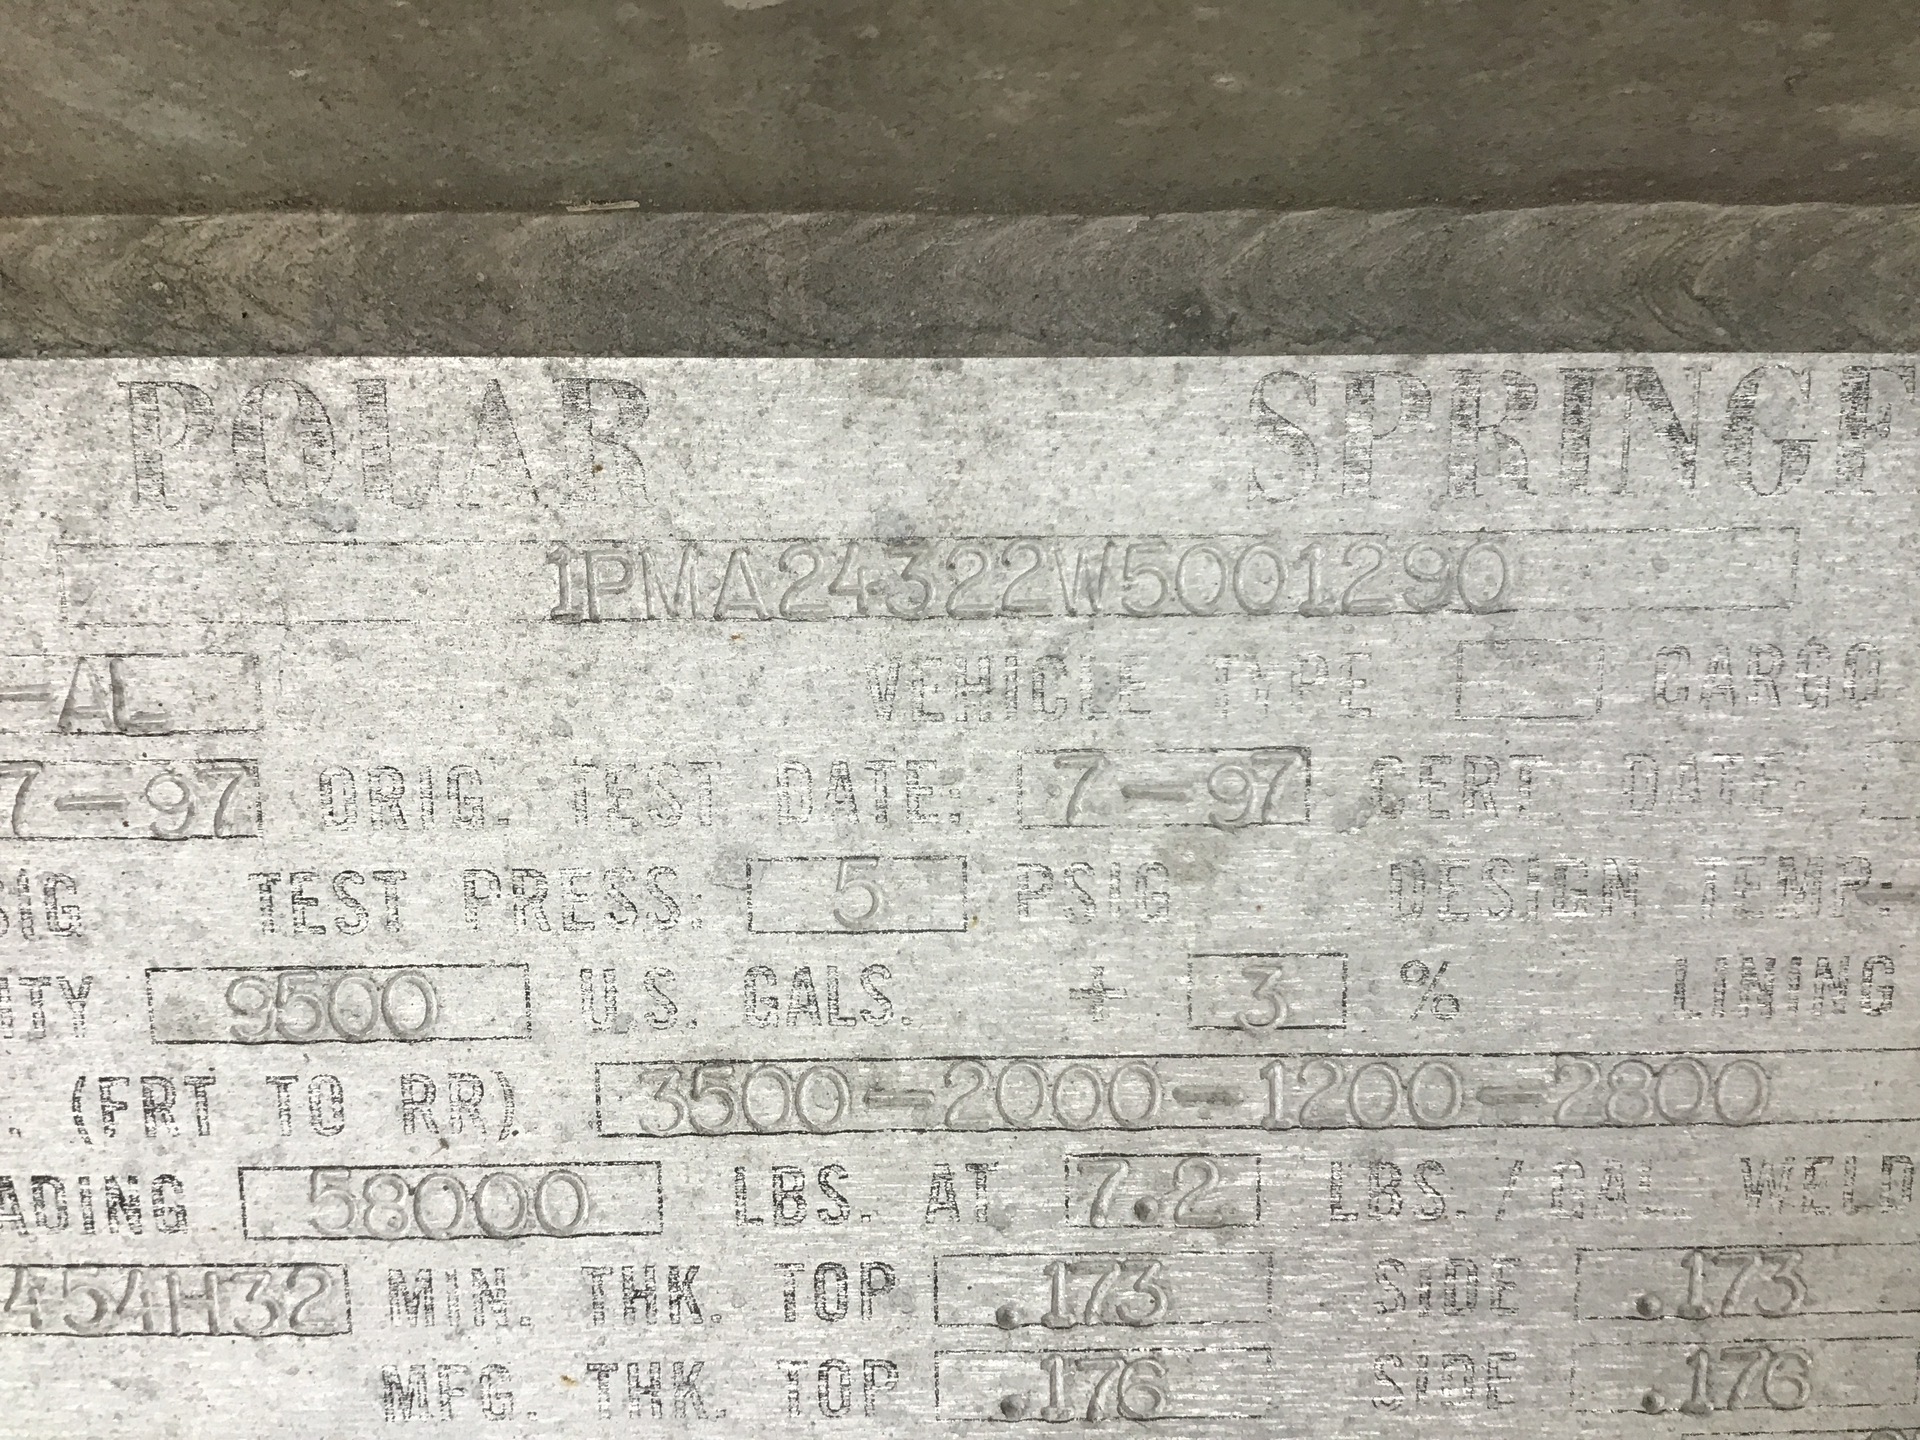 POLAR SPRINGF
1PMA24322W5001290
-AL VEHICLE TYPE CARGO
7-97 ORIG. TEST DATE: 7-97 CERT DATE:
SIG TEST PRESS: 5 PSIG DESIGN TEMP:
ITY 9500 U.S. GALS. + 3 % LINING
. (FRT TO RR). 3500-2000-1200-2800
ADING 58000 LBS. AT 7.2 LBS./GAL WELD
454H32 MIN. THK. TOP .173 SIDE .173
MFG. THK. TOP .176 SIDE .176